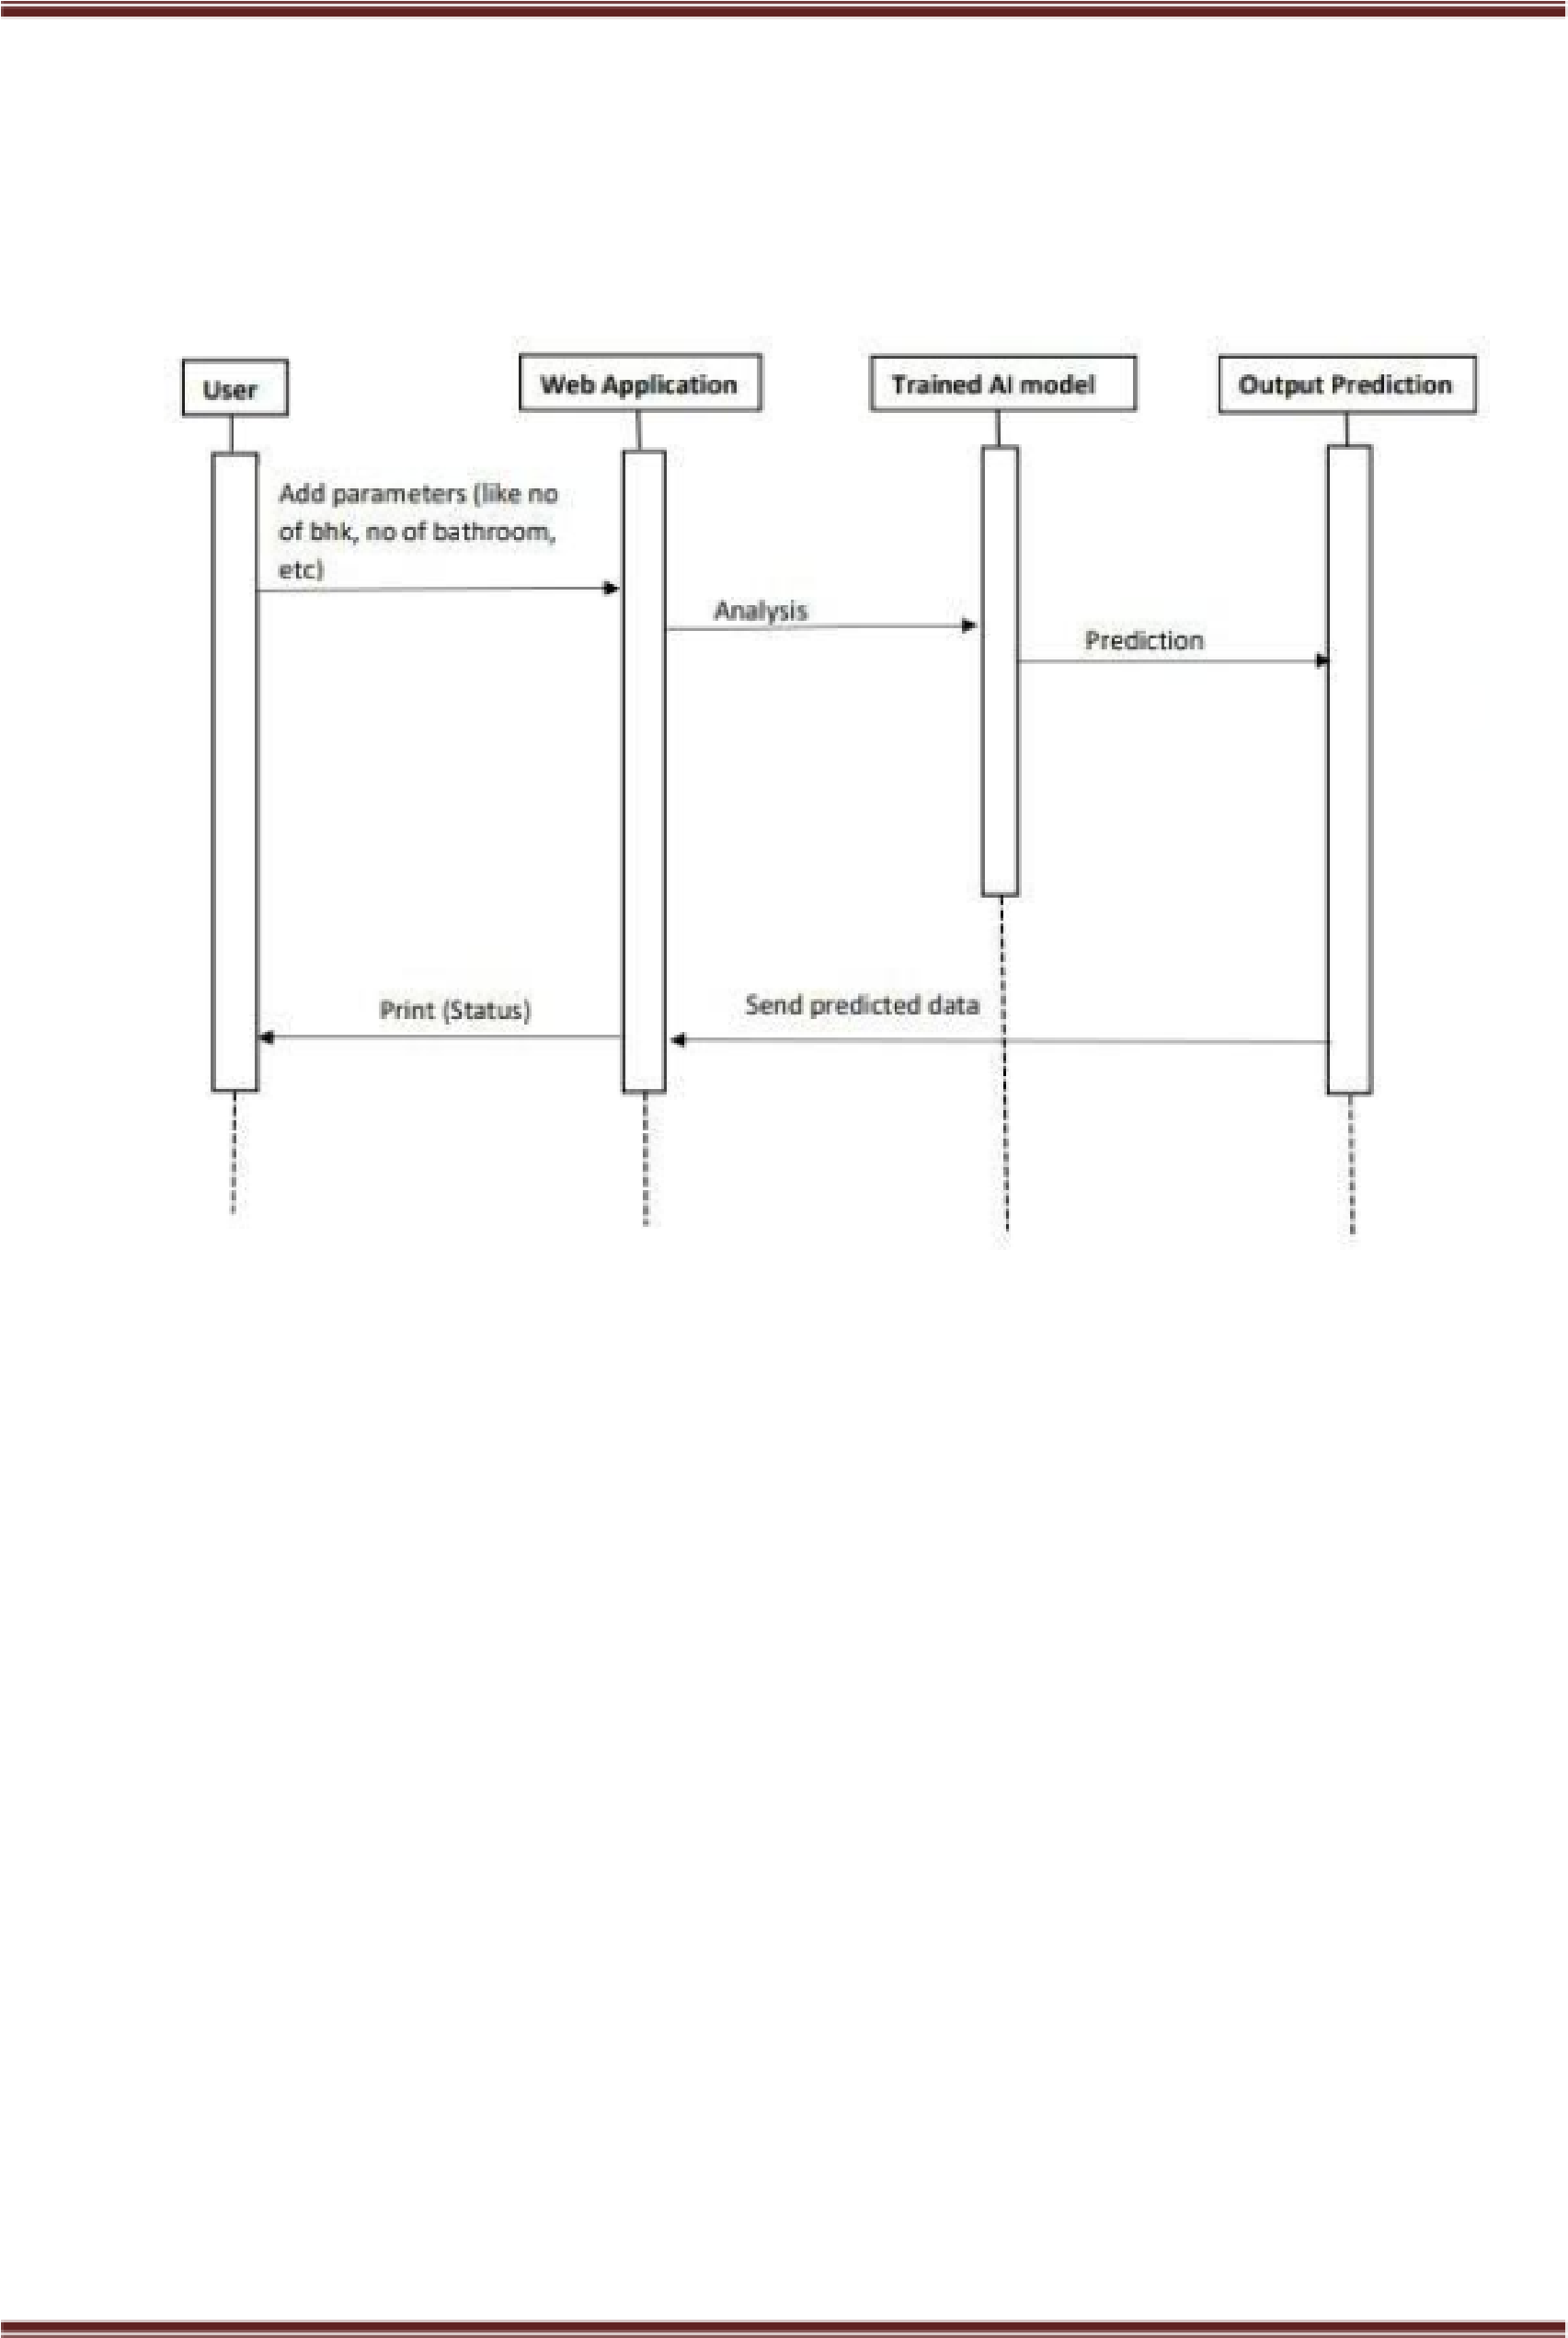 User
Web Application
Trained AI model
Output Prediction
Add parameters (like no
of bhk, no of bathroom,
etc)
Analysis
Prediction
Print (Status)
Send predicted data